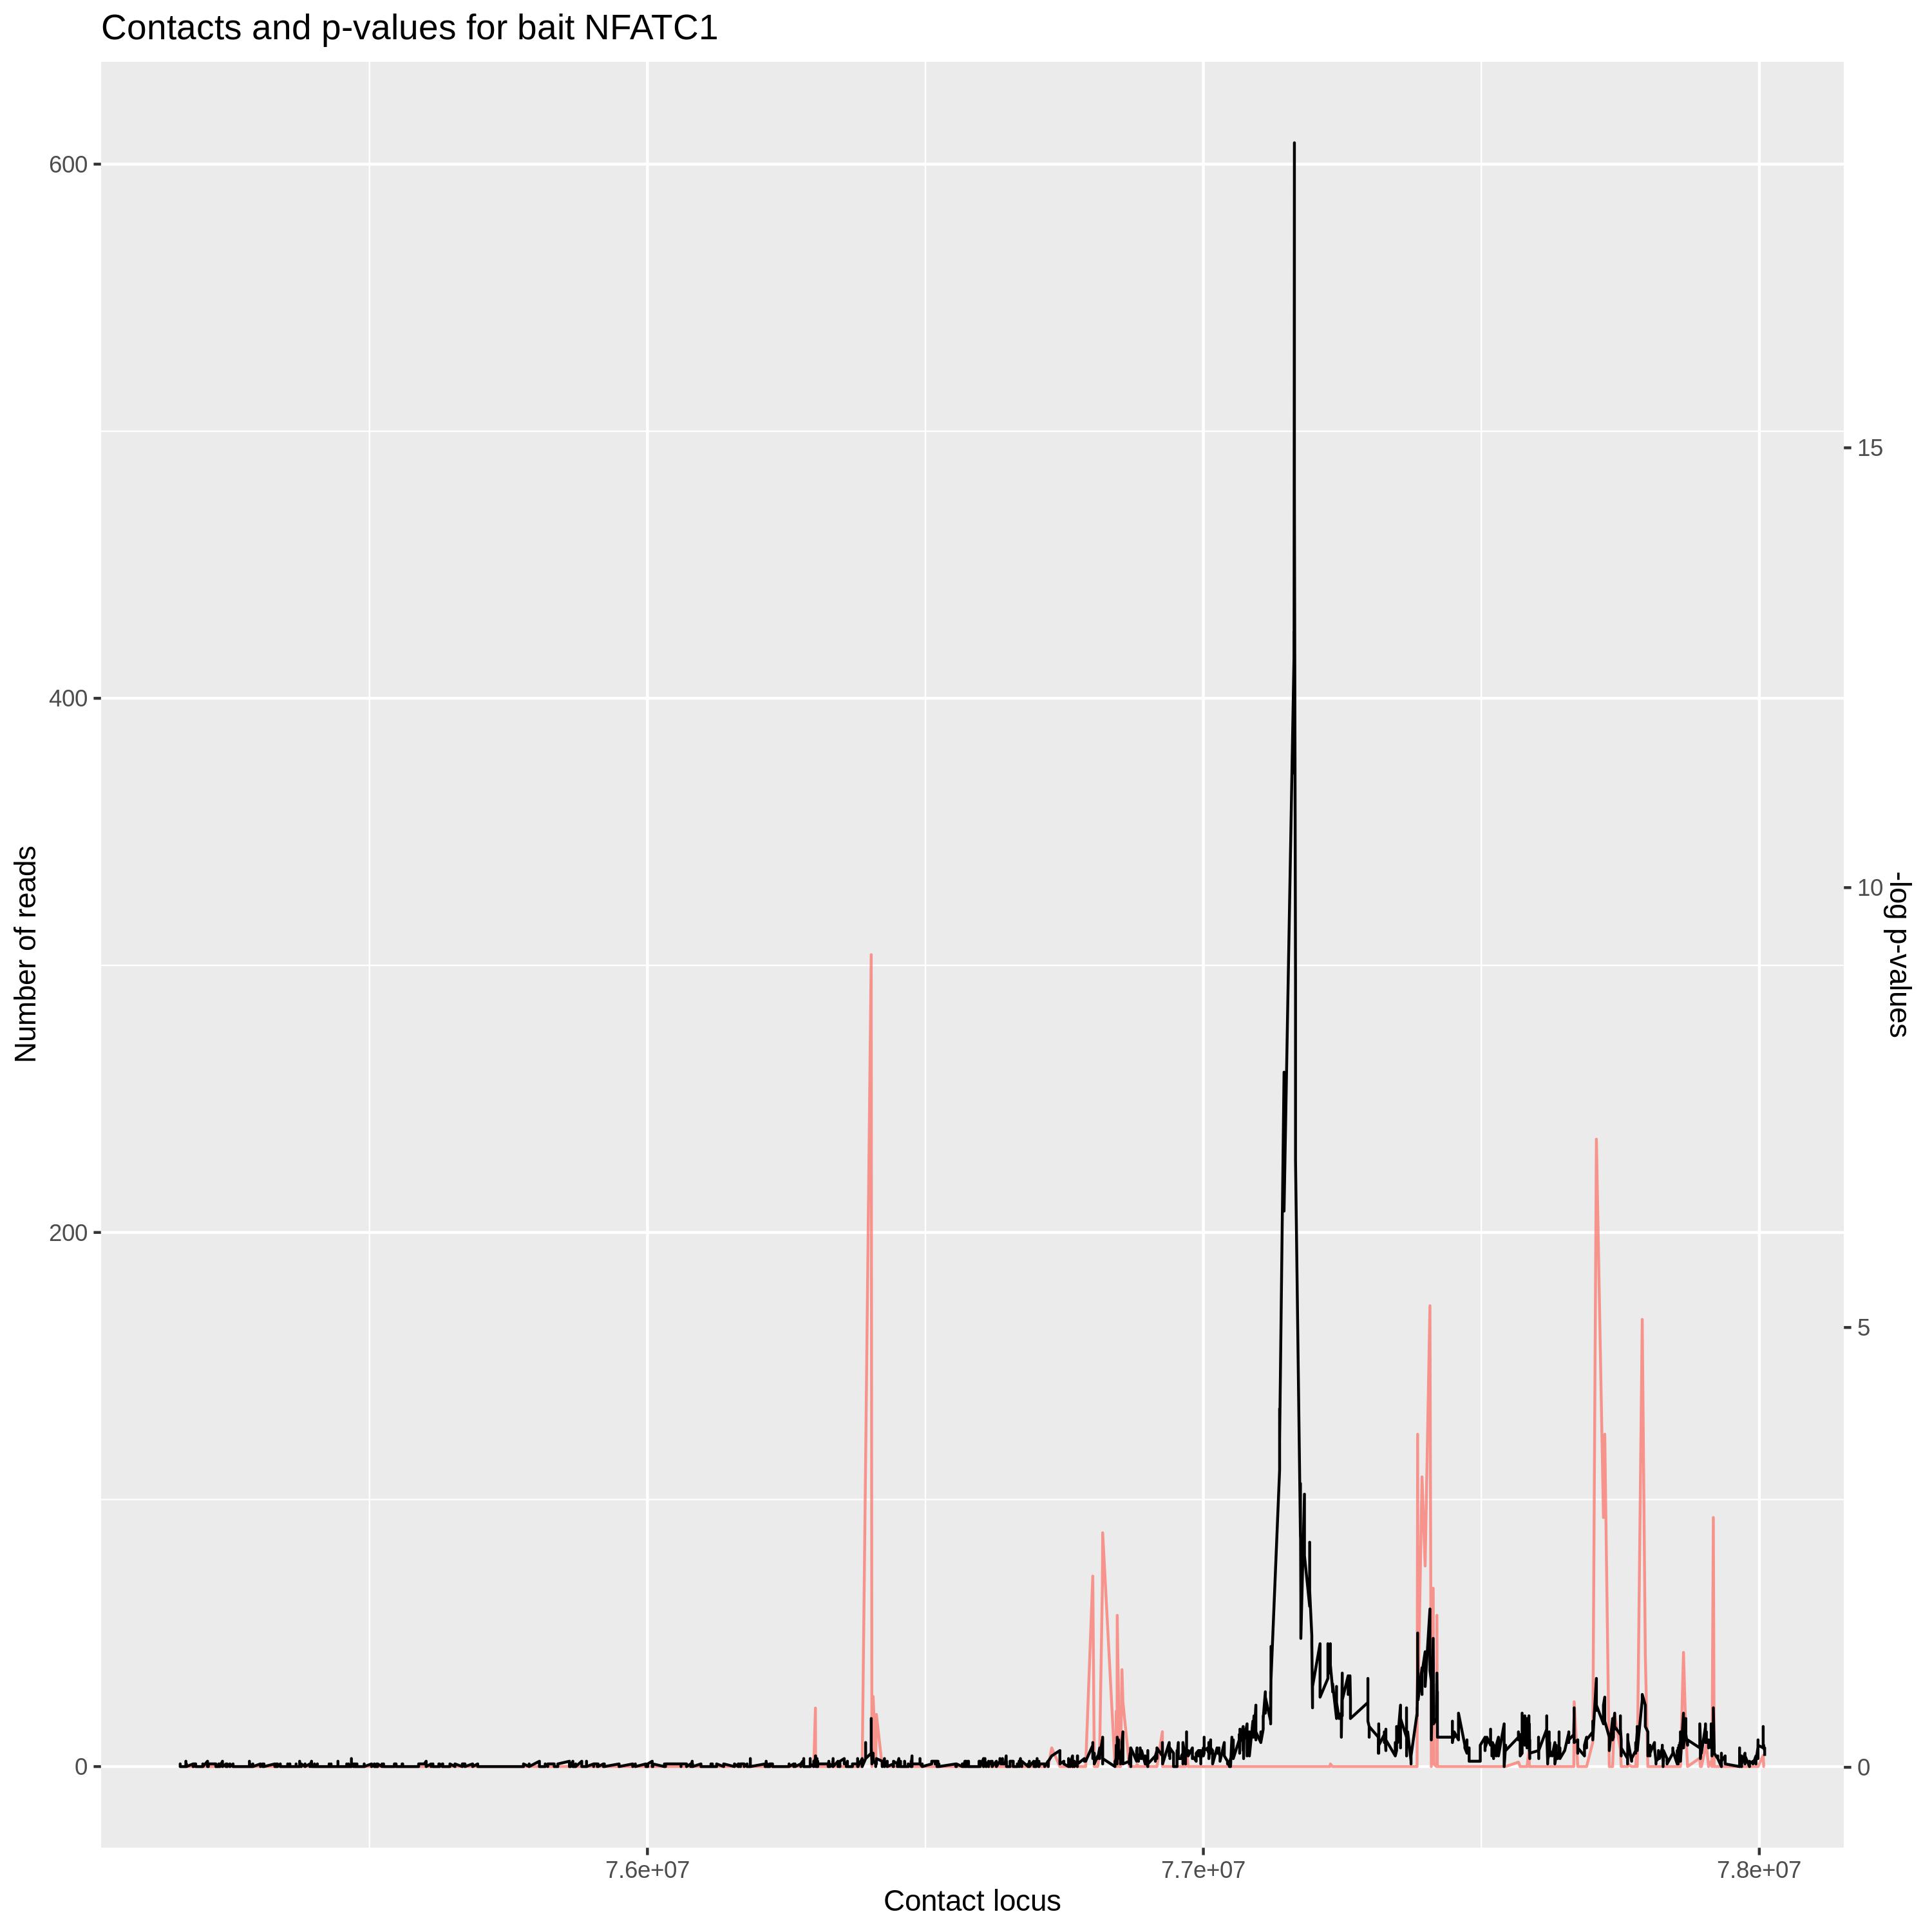 Contacts and p-values for bait NFATC1
600
400
200
0
Number of reads
15
10
5
0
-log p-values
7.6e+07
7.7e+07
7.8e+07
Contact locus